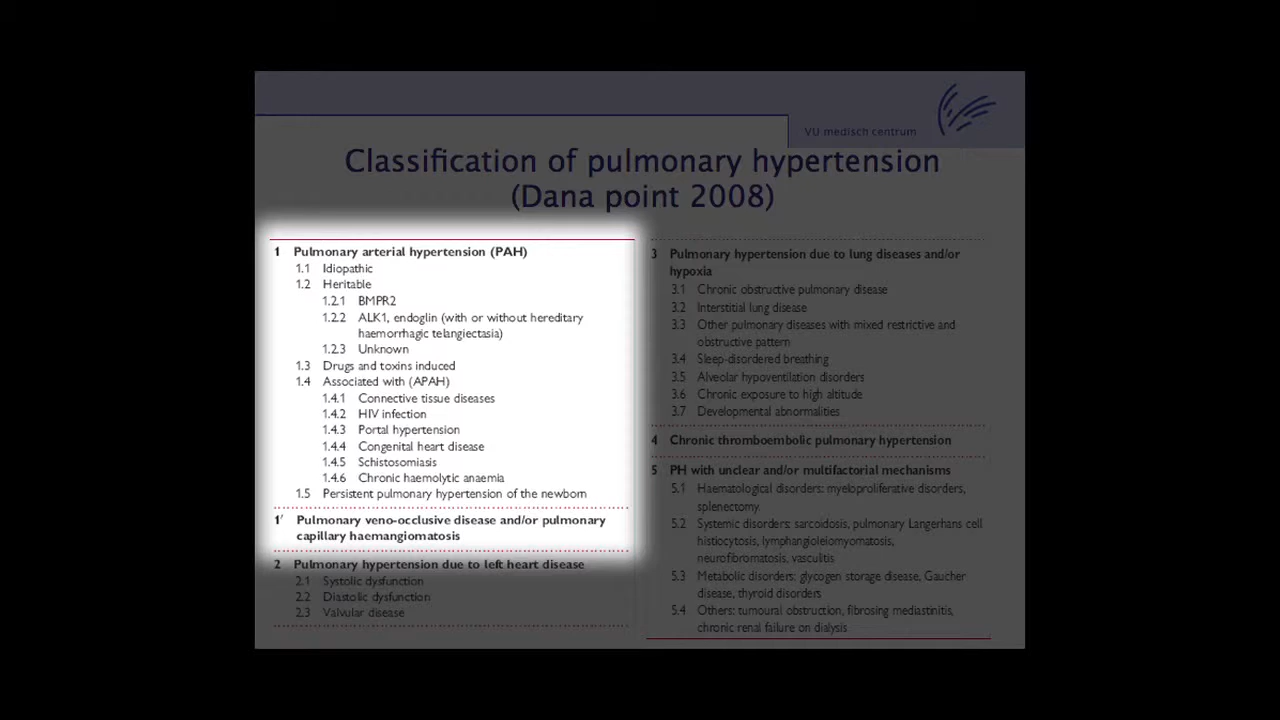 VU medisch centrum
Classification of pulmonary hypertension
(Dana point 2008)
1 Pulmonary arterial hypertension (PAH)
1.1 Idiopathic
1.2 Heritable
1.2.1 BMPR2
1.2.2 ALK1, endoglin (with or without hereditary
haemorrhagic telangiectasia)
1.2.3 Unknown
1.3 Drugs and toxins induced
1.4 Associated with (APAH)
1.4.1 Connective tissue diseases
1.4.2 HIV infection
1.4.3 Portal hypertension
1.4.4 Congenital heart disease
1.4.5 Schistosomiasis
1.4.6 Chronic haemolytic anaemia
1.5 Persistent pulmonary hypertension of the newborn
1′ Pulmonary veno-occlusive disease and/or pulmonary
capillary haemangiomatosis
2 Pulmonary hypertension due to left heart disease
2.1 Systolic dysfunction
2.2 Diastolic dysfunction
2.3 Valvular disease
3 Pulmonary hypertension due to lung diseases and/or
hypoxia
3.1 Chronic obstructive pulmonary disease
3.2 Interstitial lung disease
3.3 Other pulmonary diseases with mixed restrictive and
obstructive pattern
3.4 Sleep-disordered breathing
3.5 Alveolar hypoventilation disorders
3.6 Chronic exposure to high altitude
3.7 Developmental abnormalities
4 Chronic thromboembolic pulmonary hypertension
5 PH with unclear and/or multifactorial mechanisms
5.1 Haematological disorders: myeloproliferative disorders,
splenectomy.
5.2 Systemic disorders: sarcoidosis, pulmonary Langerhans cell
histiocytosis, lymphangioleiomyomatosis,
neurofibromatosis, vasculitis
5.3 Metabolic disorders: glycogen storage disease, Gaucher
disease, thyroid disorders
5.4 Others: tumoural obstruction, fibrosing mediastinitis,
chronic renal failure on dialysis